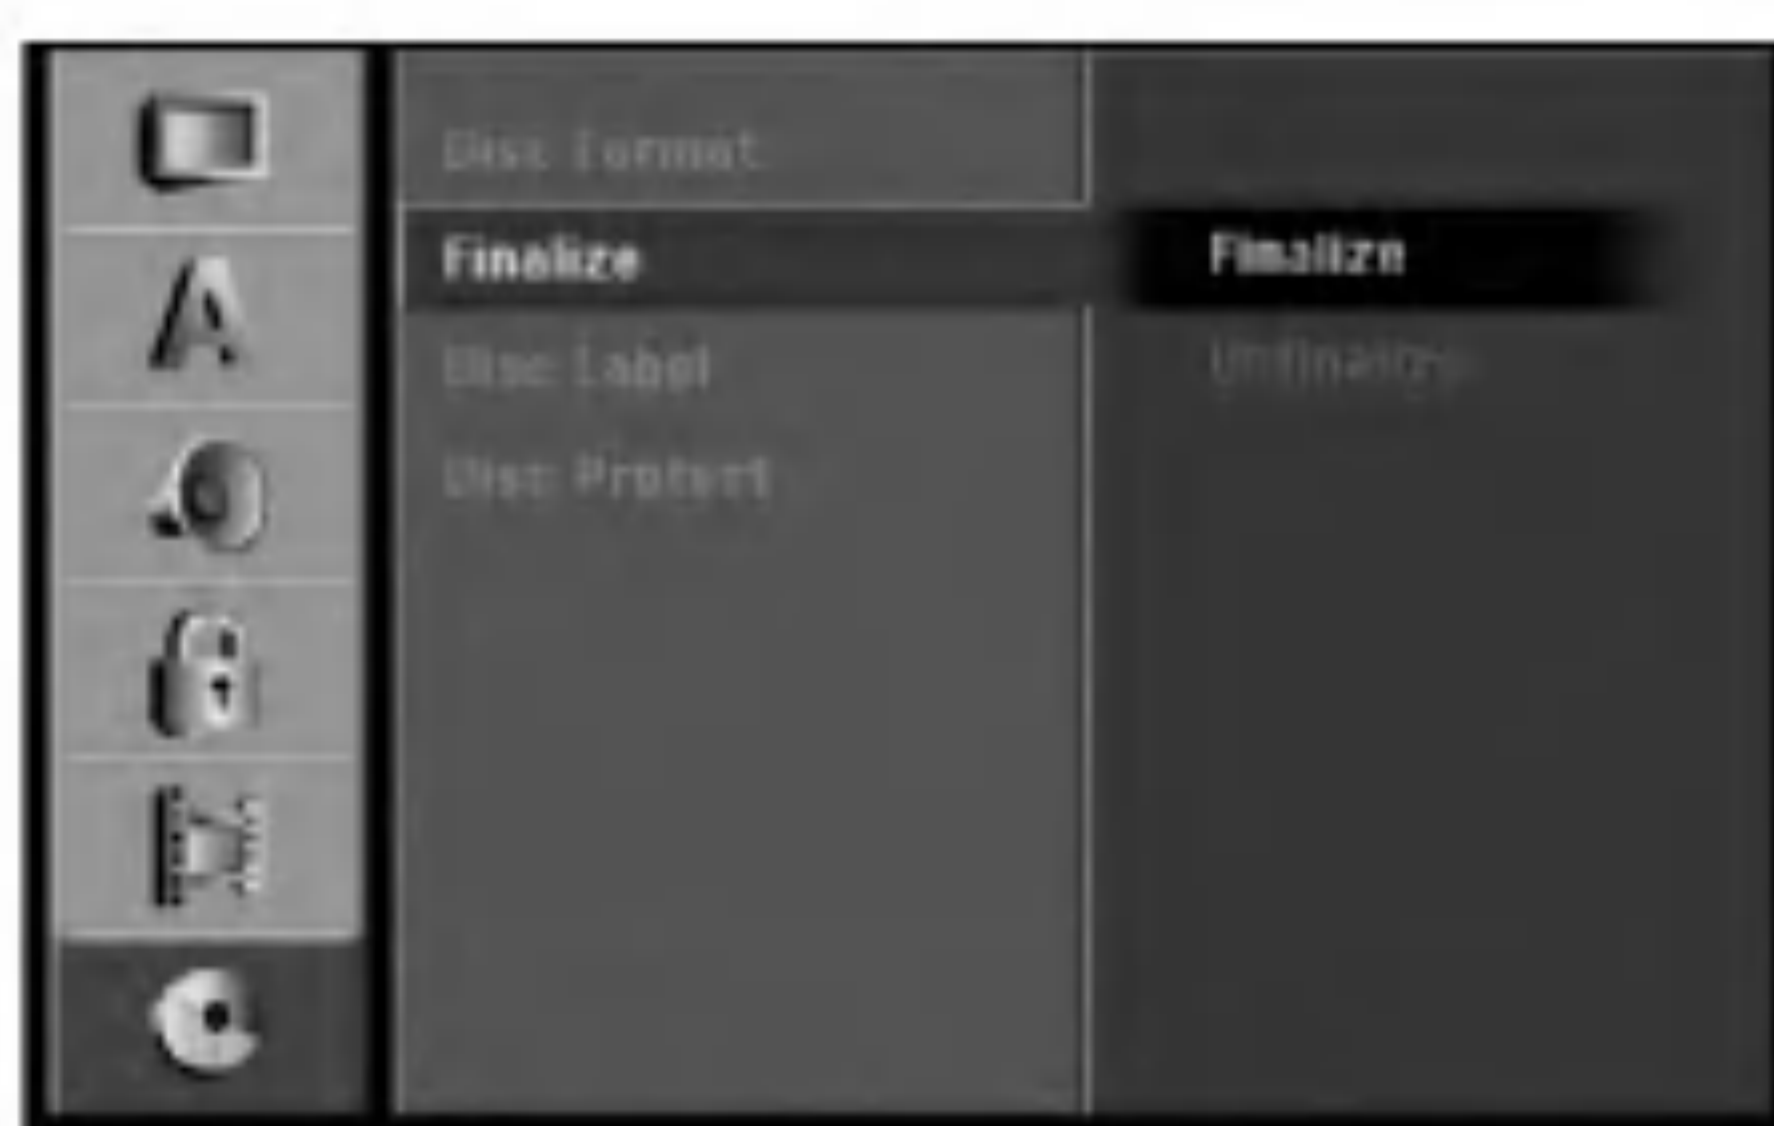 Disc Format
Finalize
Finalize
Disc Label
Unfinalize
Disc Protect